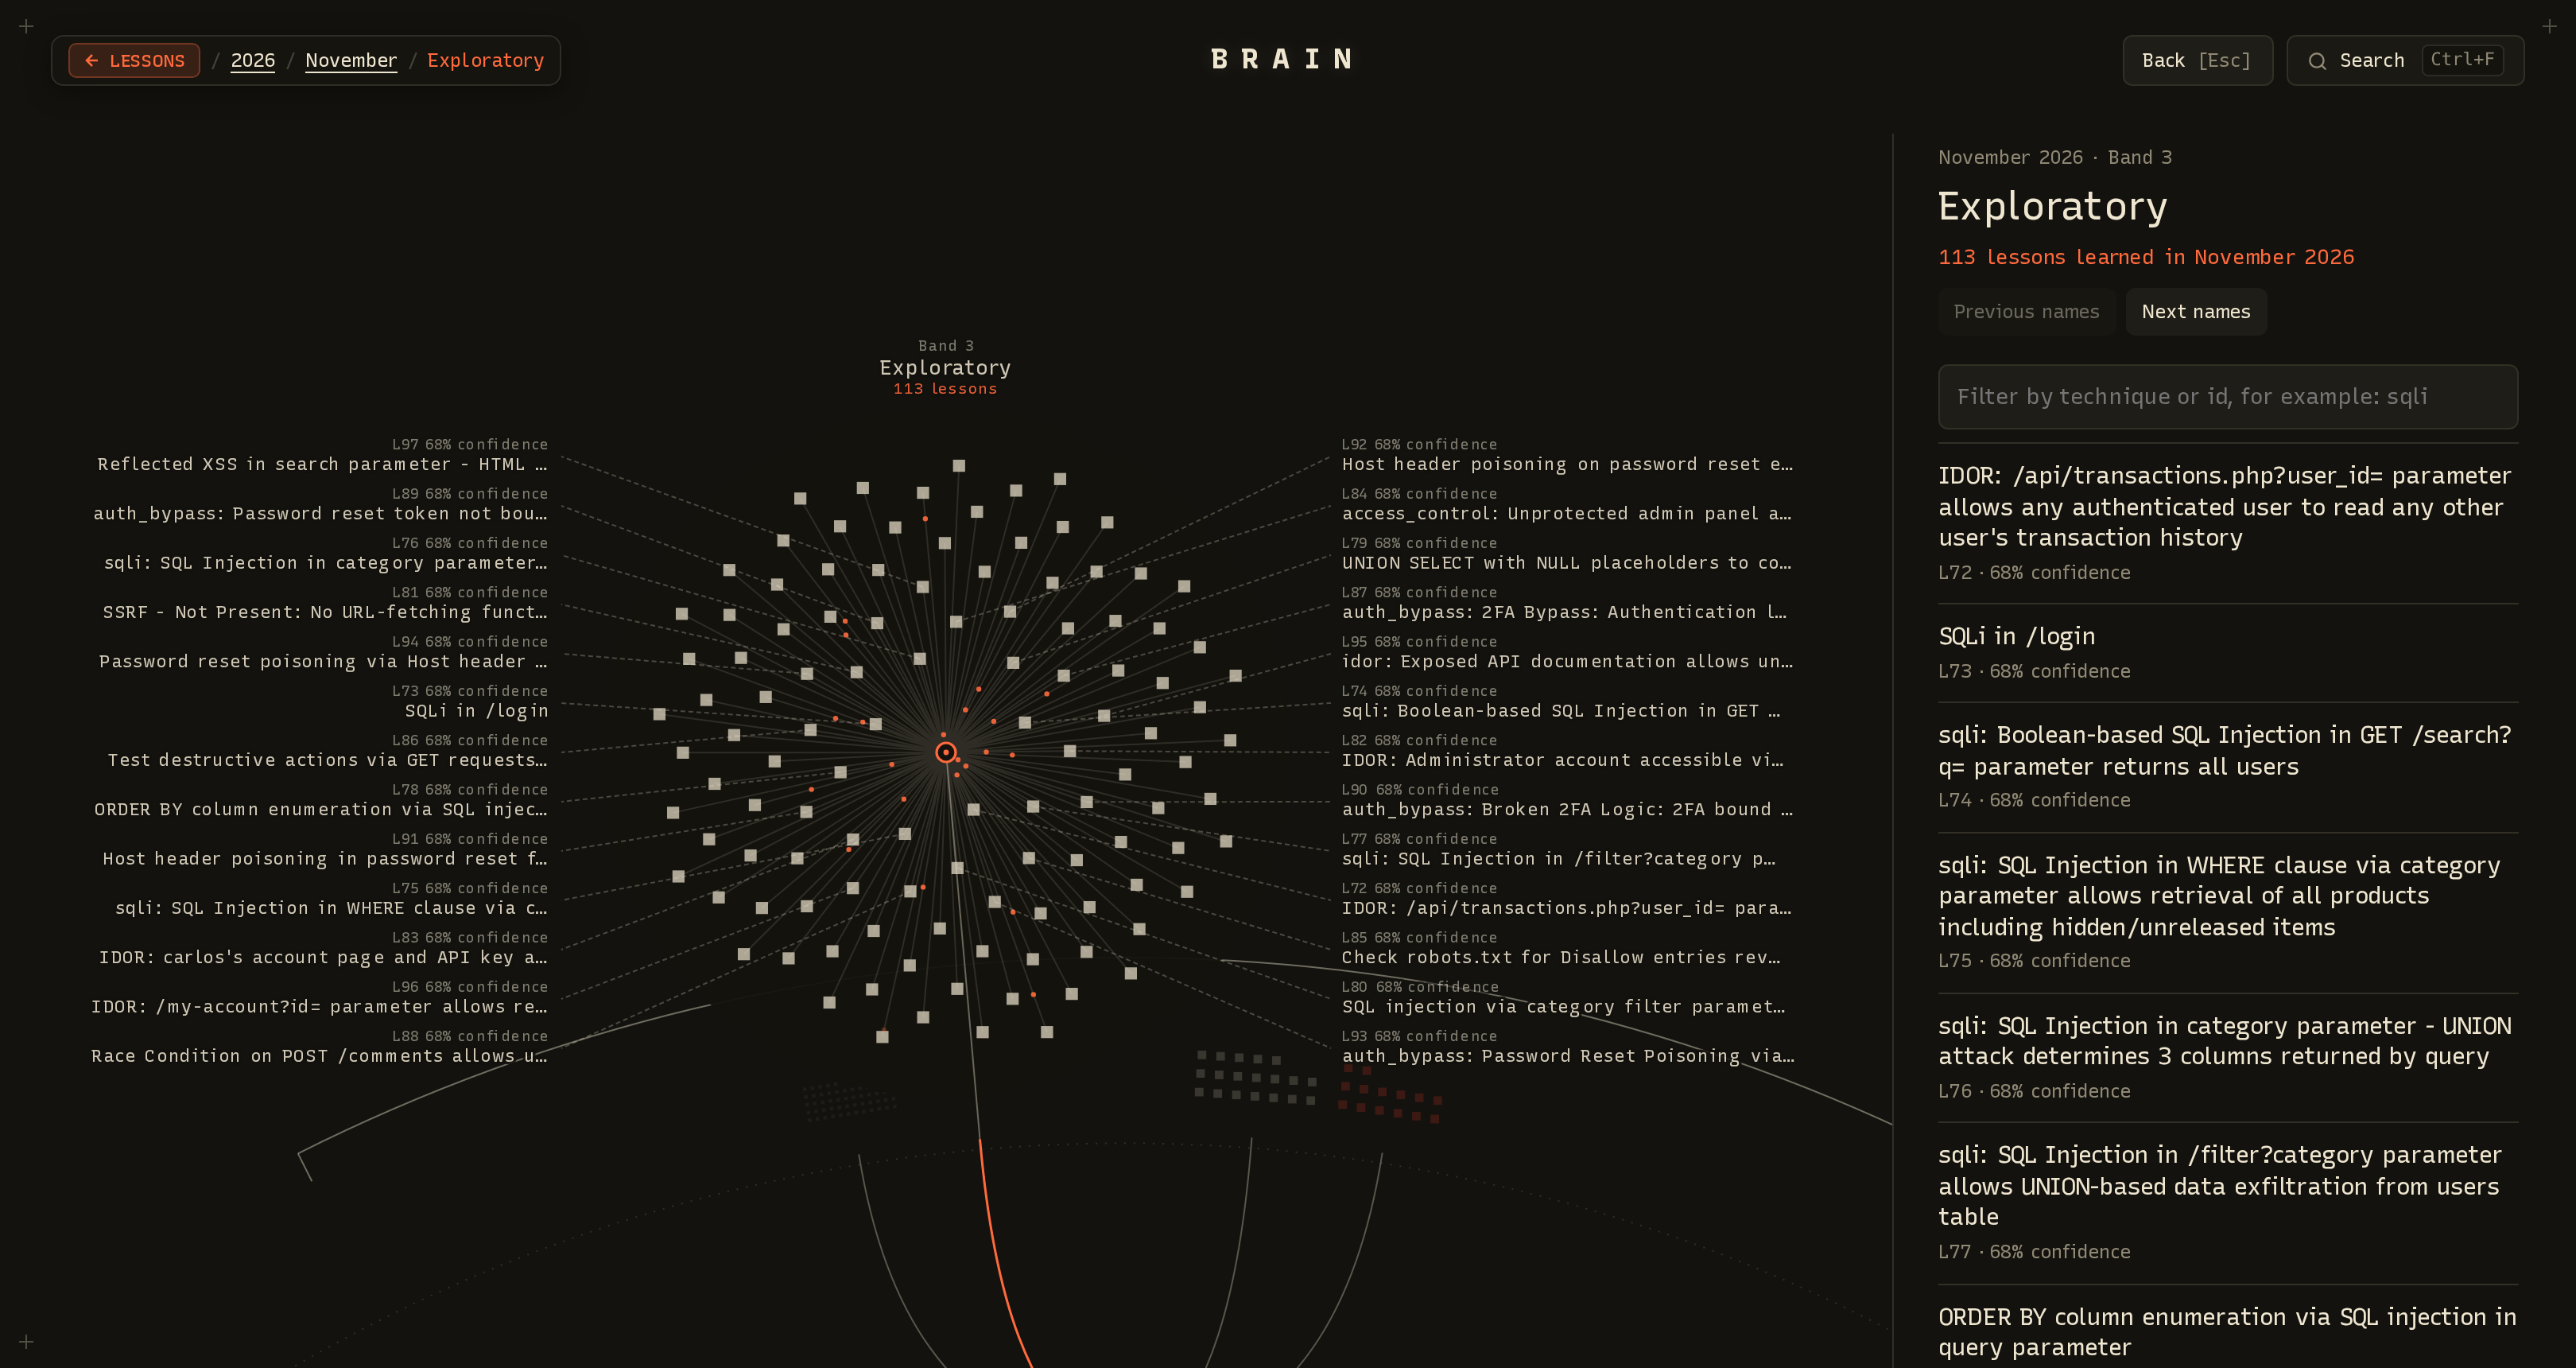 ← LESSONS / 2026 / November / Exploratory
BRAIN
Back [Esc]
Search Ctrl+F
Band 3
Exploratory
113 lessons
L97 68% confidence
Reflected XSS in search parameter - HTML …
L89 68% confidence
auth_bypass: Password reset token not bou…
L76 68% confidence
sqli: SQL Injection in category parameter…
L81 68% confidence
SSRF - Not Present: No URL-fetching funct…
L94 68% confidence
Password reset poisoning via Host header …
L73 68% confidence
SQLi in /login
L86 68% confidence
Test destructive actions via GET requests…
L78 68% confidence
ORDER BY column enumeration via SQL injec…
L91 68% confidence
Host header poisoning in password reset f…
L75 68% confidence
sqli: SQL Injection in WHERE clause via c…
L83 68% confidence
IDOR: carlos's account page and API key a…
L96 68% confidence
IDOR: /my-account?id= parameter allows re…
L88 68% confidence
Race Condition on POST /comments allows u…
L92 68% confidence
Host header poisoning on password reset e…
L84 68% confidence
access_control: Unprotected admin panel a…
L79 68% confidence
UNION SELECT with NULL placeholders to co…
L87 68% confidence
auth_bypass: 2FA Bypass: Authentication l…
L95 68% confidence
idor: Exposed API documentation allows un…
L74 68% confidence
sqli: Boolean-based SQL Injection in GET …
L82 68% confidence
IDOR: Administrator account accessible vi…
L90 68% confidence
auth_bypass: Broken 2FA Logic: 2FA bound …
L77 68% confidence
sqli: SQL Injection in /filter?category p…
L72 68% confidence
IDOR: /api/transactions.php?user_id= para…
L85 68% confidence
Check robots.txt for Disallow entries rev…
L80 68% confidence
SQL injection via category filter paramet…
L93 68% confidence
auth_bypass: Password Reset Poisoning via…
November 2026 · Band 3
Exploratory
113 lessons learned in November 2026
Previous names
Next names
Filter by technique or id, for example: sqli
IDOR: /api/transactions.php?user_id= parameter
allows any authenticated user to read any other
user's transaction history
L72 · 68% confidence
SQLi in /login
L73 · 68% confidence
sqli: Boolean-based SQL Injection in GET /search?
q= parameter returns all users
L74 · 68% confidence
sqli: SQL Injection in WHERE clause via category
parameter allows retrieval of all products
including hidden/unreleased items
L75 · 68% confidence
sqli: SQL Injection in category parameter - UNION
attack determines 3 columns returned by query
L76 · 68% confidence
sqli: SQL Injection in /filter?category parameter
allows UNION-based data exfiltration from users
table
L77 · 68% confidence
ORDER BY column enumeration via SQL injection in
query parameter